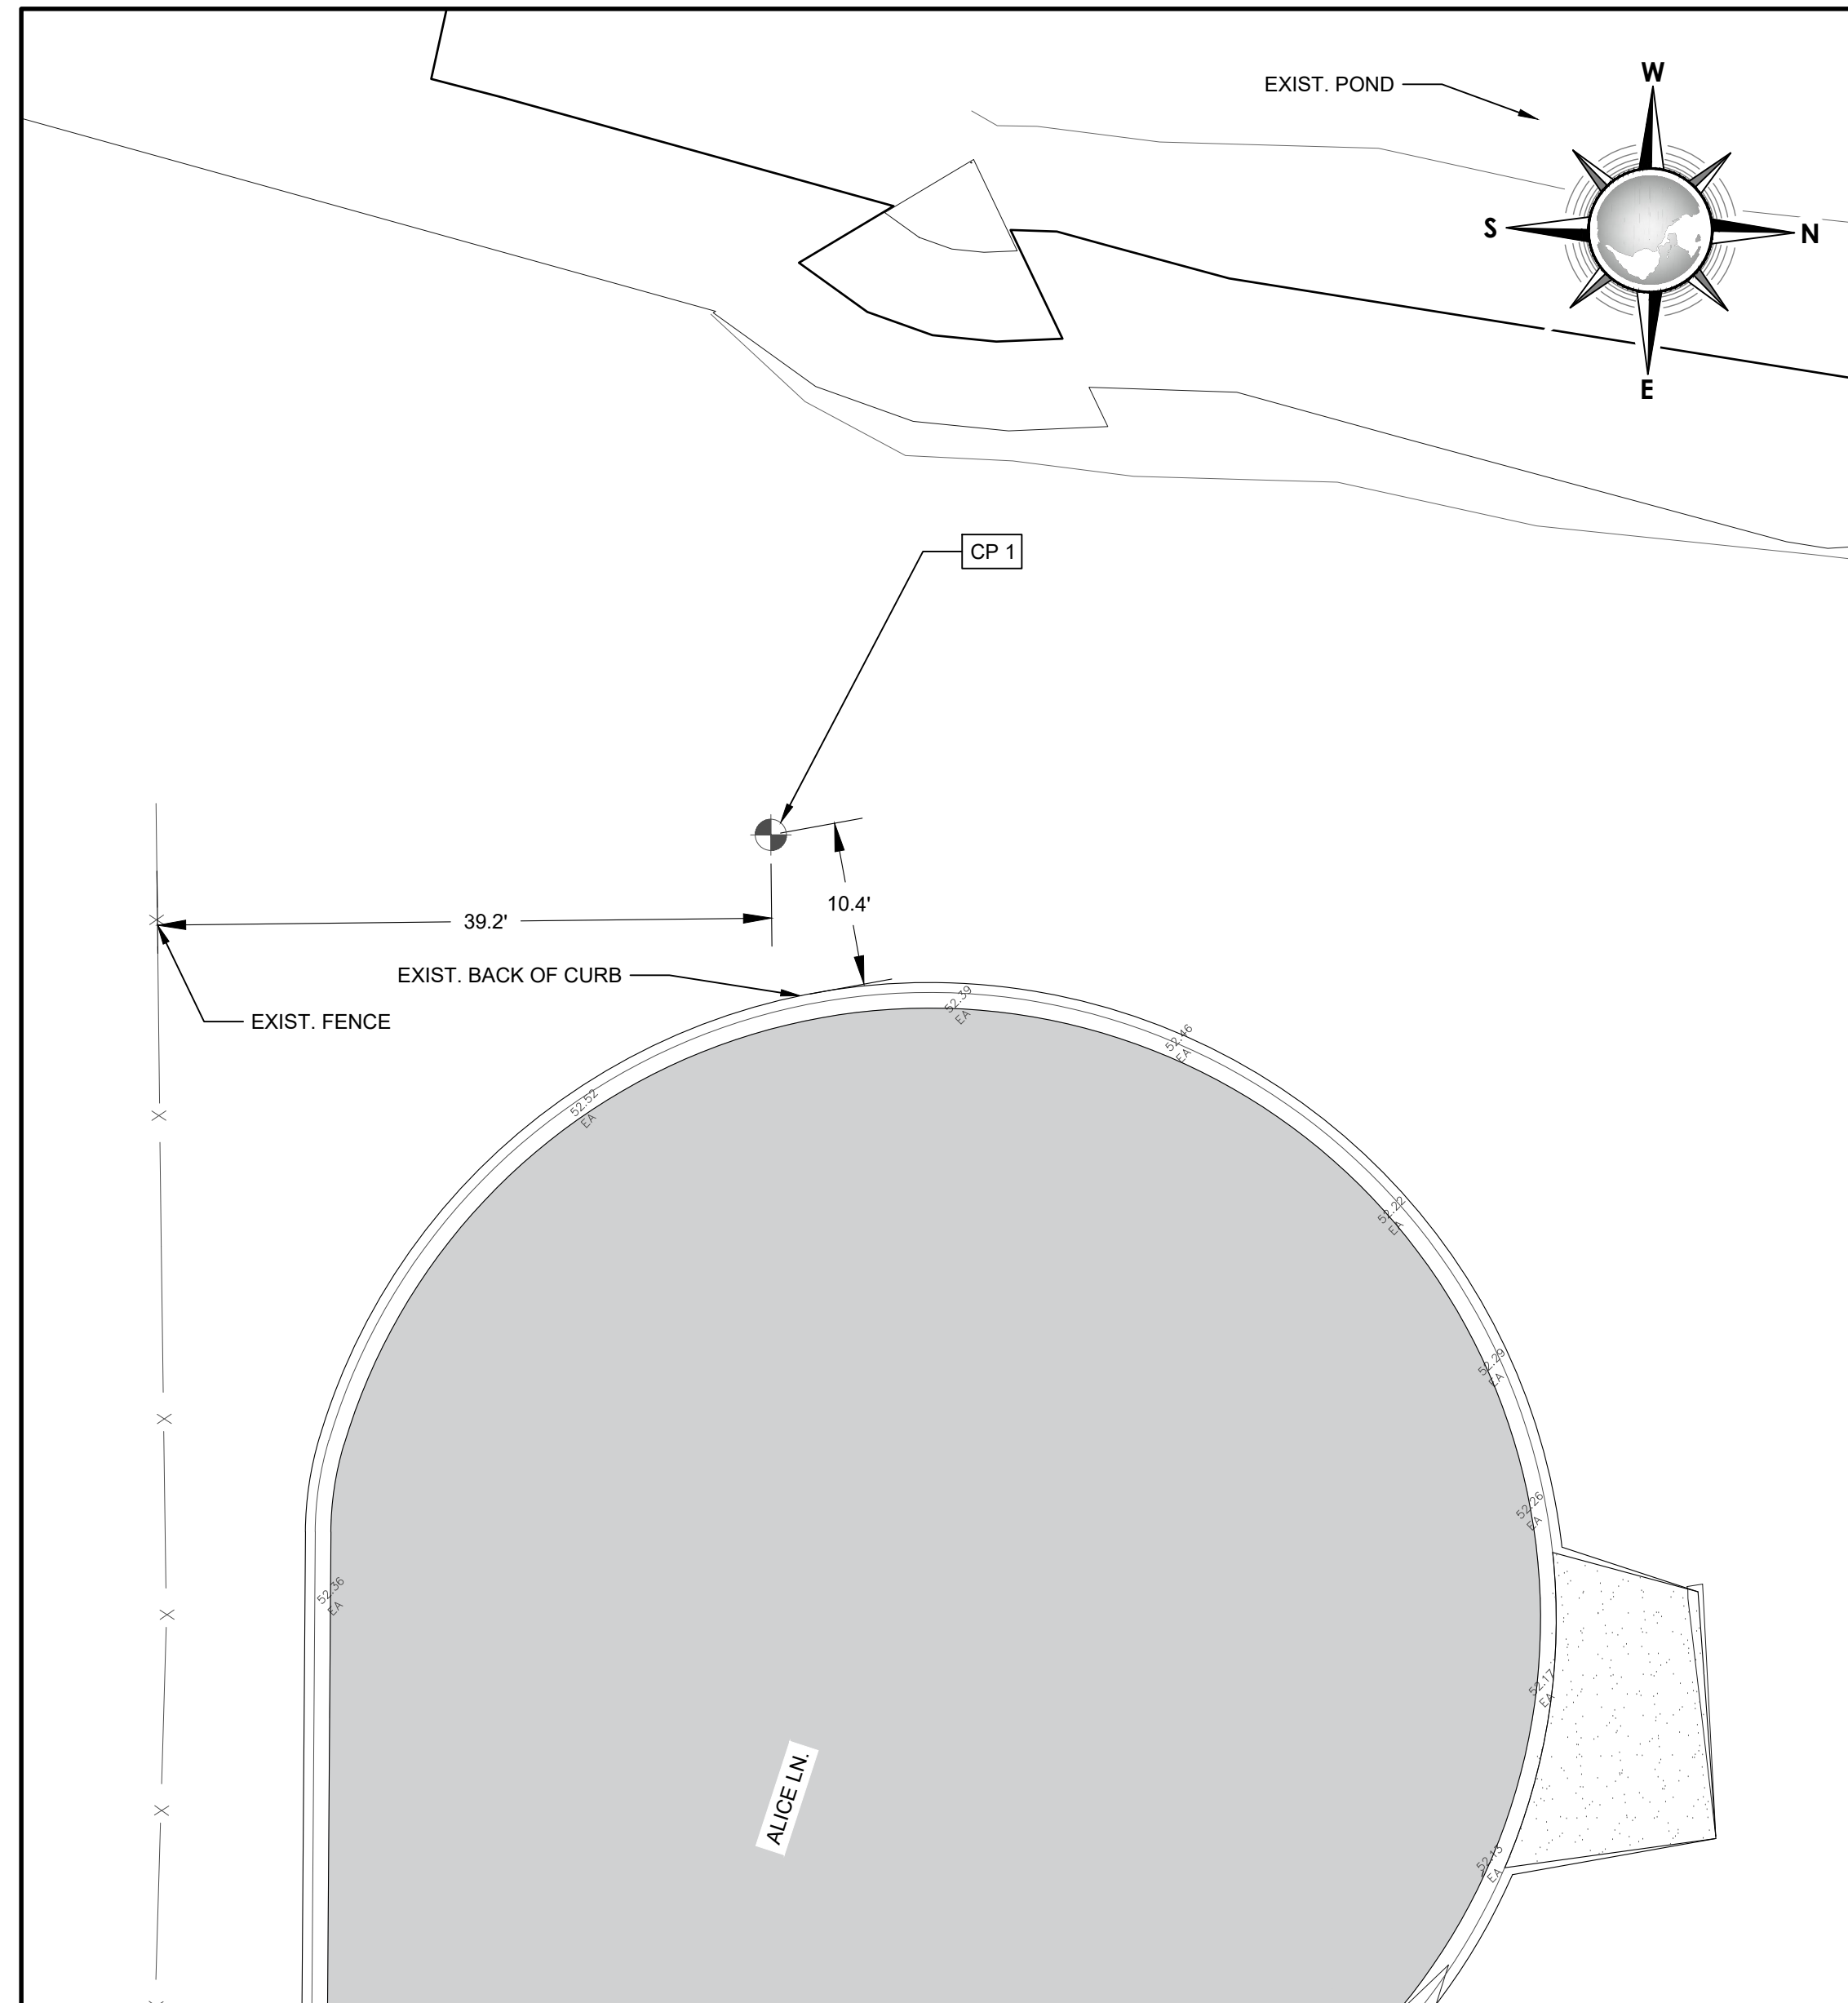 W
EXIST. POND
S
N
E
CP 1
10.4'
39.2'
EXIST. BACK OF CURB
EXIST. FENCE
52.39
EA
52.46
EA
52.52
EA
52.22
EA
52.29
EA
52.26
EA
52.36
EA
52.17
EA
ALICE LN.
52.13
EA